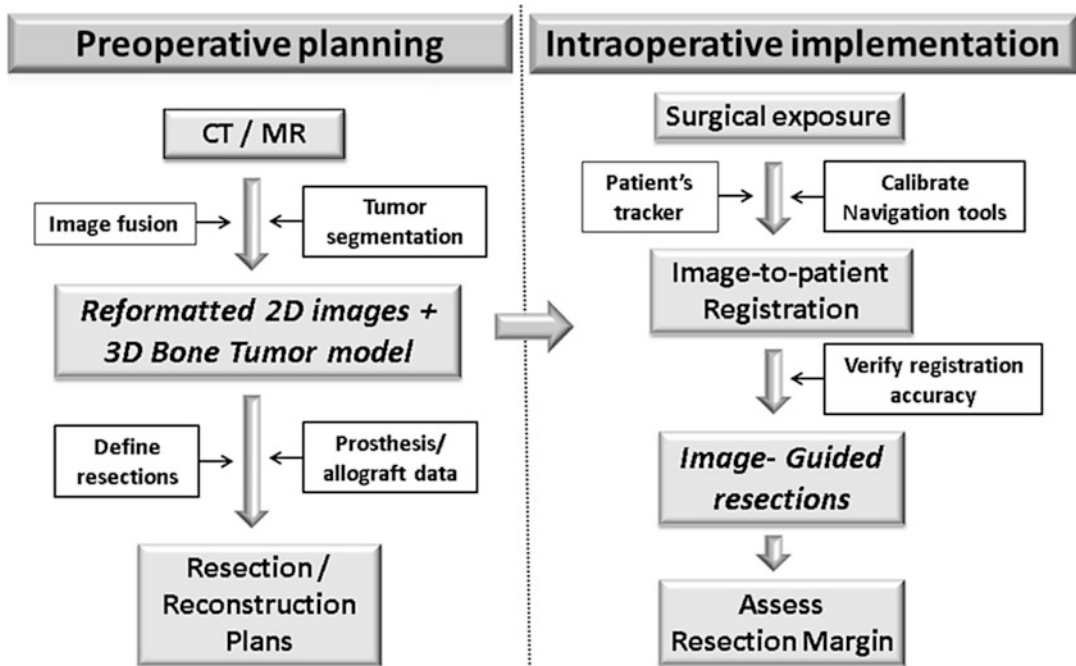 Preoperative planning
CT / MR
Image fusion
Tumor
segmentation
Reformatted 2D images +
3D Bone Tumor model
Define
resections
Prosthesis/
allograft data
Resection /
Reconstruction
Plans
Intraoperative implementation
Surgical exposure
Patient's
tracker
Calibrate
Navigation tools
Image-to-patient
Registration
Verify registration
accuracy
Image- Guided
resections
Assess
Resection Margin